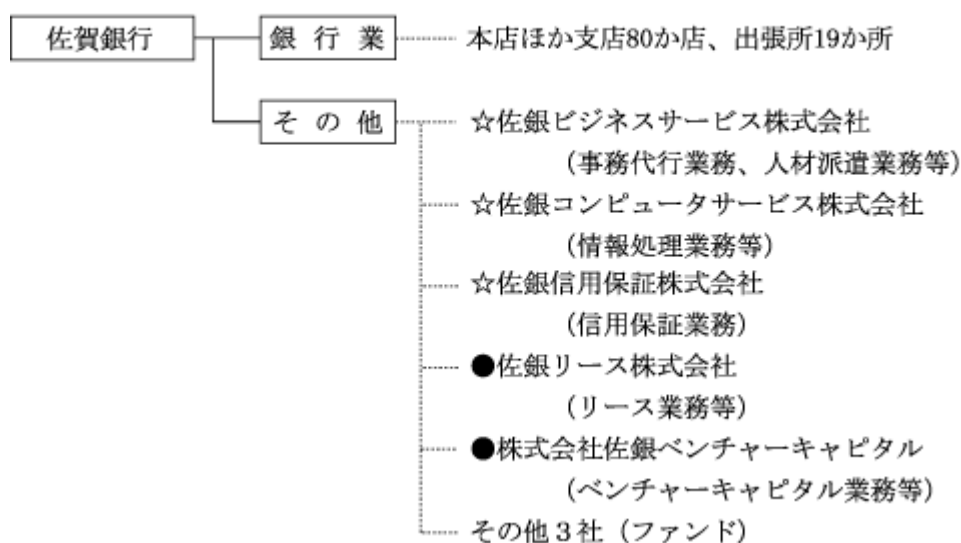 佐賀銀行 銀行業 本店ほか支店80か店、出張所19か所
その他 ☆佐銀ビジネスサービス株式会社
(事務代行業務、人材派遣業務等)
☆佐銀コンピュータサービス株式会社
(情報処理業務等)
☆佐銀信用保証株式会社
(信用保証業務)
●佐銀リース株式会社
(リース業務等)
●株式会社佐銀ベンチャーキャピタル
(ベンチャーキャピタル業務等)
その他3社(ファンド)